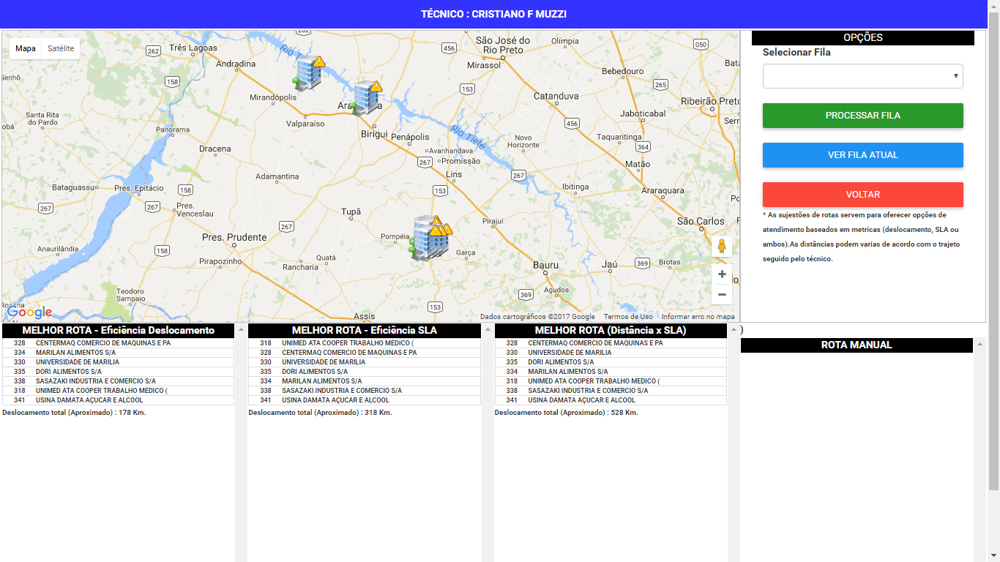 TÉCNICO : CRISTIANO F MUZZI
Mapa
Satélite
262
262
Três Lagoas
Andradina
Rio T
456
São José do
Rio Preto
Mirassol
Olímpia
050
158
Mirandópolis
Ara
a
Valparaíso
Birigui
Penápolis
153
Catanduva
Bebedouro
265
Ribeirão Preto
Jaboticabal
456
Santa Rita
do Pardo
Panorama
Dracena
Rio Tietê
Avanhandava
Promissão
Novo
Horizonte
Taquaritinga
364
Matão
267
Lins
267
Adamantina
Bataguassu
Pres. Epitácio
158
153
Ibitinga
Araraquara
267
267
Pres.
Venceslau
Tupã
267
Pirajuí
São Carlos
Pres. Prudente
Pompéia
Anaurilândia
158
Pirapozinho
Quatá
Rancharia
Garça
Bauru
Jaú
369
Brotas
Agudos
Teodoro
Sampaio
369
153
Assis
Google
Dados cartográficos ©2017 Google
Termos de Uso
Informar erro no mapa
OPÇÕES
Selecionar Fila
PROCESSAR FILA
VER FILA ATUAL
VOLTAR
* As sujestões de rotas servem para oferecer opções de
atendimento baseados em metricas (deslocamento, SLA ou
ambos).As distâncias podem varias de acordo com o trajeto
seguido pelo técnico.
MELHOR ROTA - Eficiência Deslocamento
328 CENTERMAQ COMERCIO DE MAQUINAS E PA
334 MARILAN ALIMENTOS S/A
330 UNIVERSIDADE DE MARILIA
335 DORI ALIMENTOS S/A
338 SASAZAKI INDUSTRIA E COMERCIO S/A
318 UNIMED ATA COOPER TRABALHO MEDICO (
341 USINA DAMATA AÇUCAR E ALCOOL
Deslocamento total (Aproximado) : 178 Km.
MELHOR ROTA - Eficiência SLA
318 UNIMED ATA COOPER TRABALHO MEDICO (
328 CENTERMAQ COMERCIO DE MAQUINAS E PA
330 UNIVERSIDADE DE MARILIA
335 DORI ALIMENTOS S/A
334 MARILAN ALIMENTOS S/A
338 SASAZAKI INDUSTRIA E COMERCIO S/A
341 USINA DAMATA AÇUCAR E ALCOOL
Deslocamento total (Aproximado) : 318 Km.
MELHOR ROTA (Distância x SLA)
328 CENTERMAQ COMERCIO DE MAQUINAS E PA
330 UNIVERSIDADE DE MARILIA
335 DORI ALIMENTOS S/A
334 MARILAN ALIMENTOS S/A
318 UNIMED ATA COOPER TRABALHO MEDICO (
338 SASAZAKI INDUSTRIA E COMERCIO S/A
341 USINA DAMATA AÇUCAR E ALCOOL
Deslocamento total (Aproximado) : 528 Km.
)
ROTA MANUAL